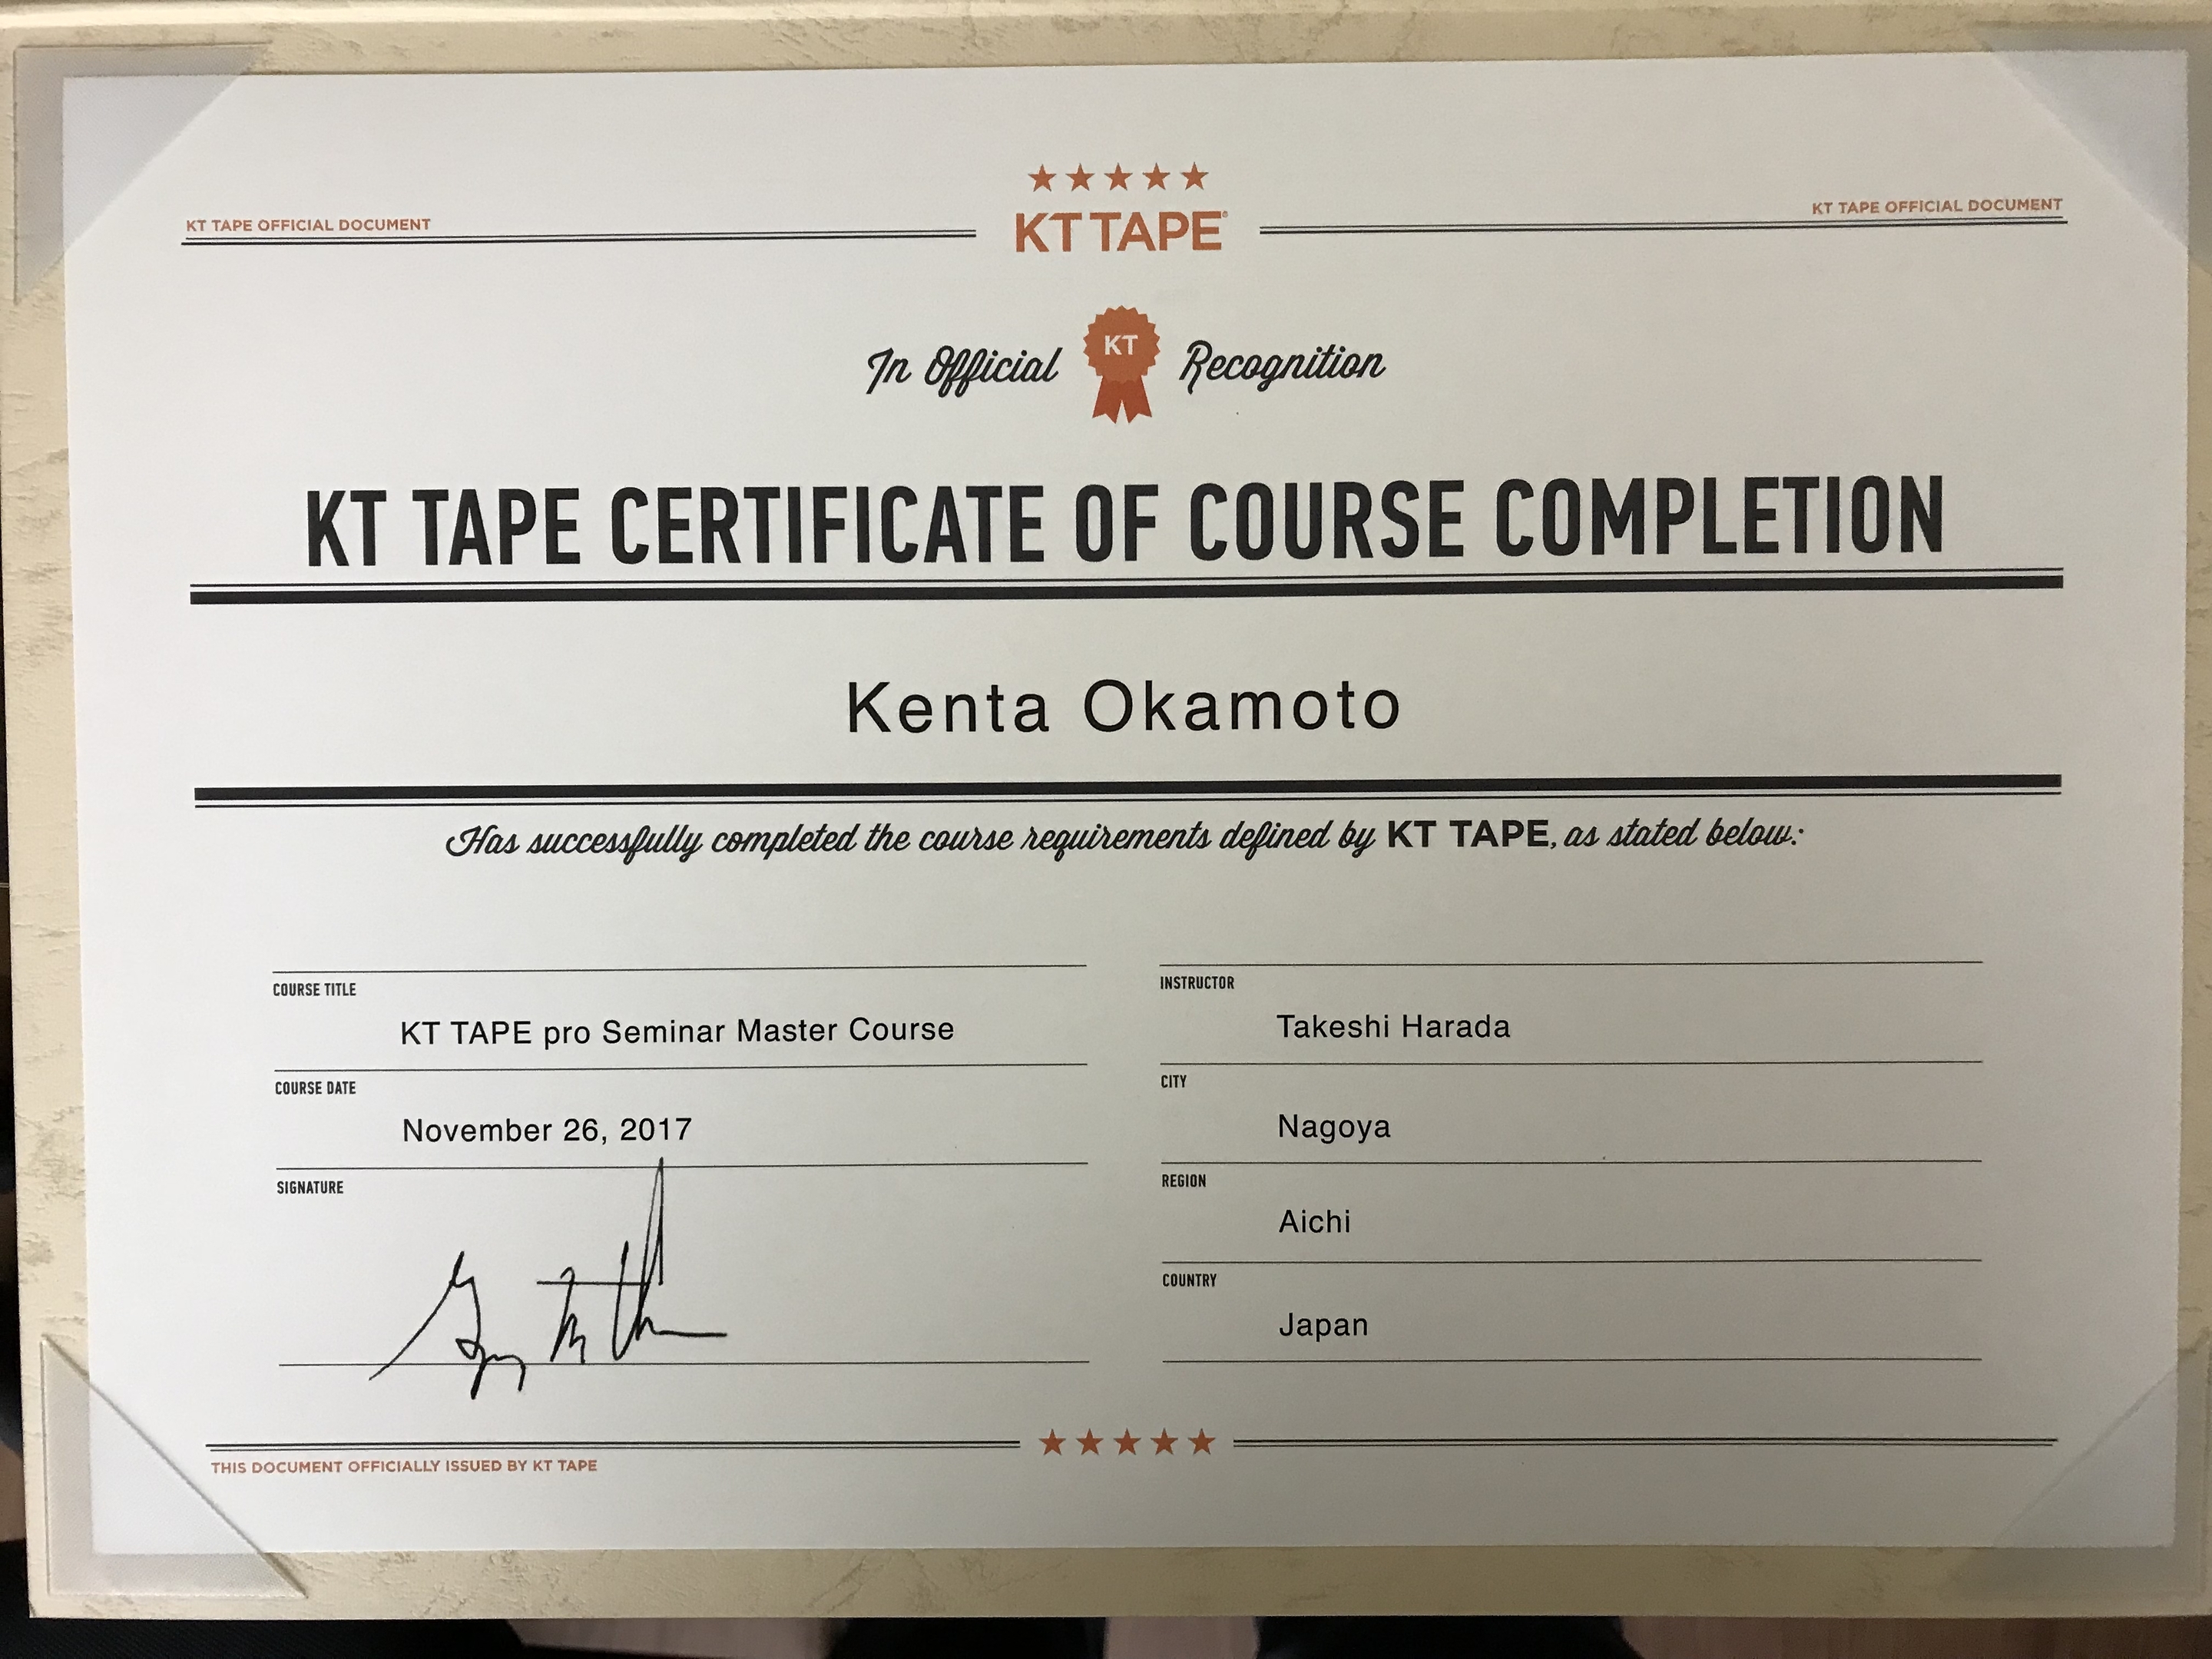 KT TAPE OFFICIAL DOCUMENT
KT TAPE®
KT TAPE OFFICIAL DOCUMENT
In Official KT Recognition
KT TAPE CERTIFICATE OF COURSE COMPLETION
Kenta Okamoto
Has successfully completed the course requirements defined by KT TAPE, as stated below:
COURSE TITLE
KT TAPE pro Seminar Master Course
COURSE DATE
November 26, 2017
SIGNATURE
INSTRUCTOR
Takeshi Harada
CITY
Nagoya
REGION
Aichi
COUNTRY
Japan
THIS DOCUMENT OFFICIALLY ISSUED BY KT TAPE